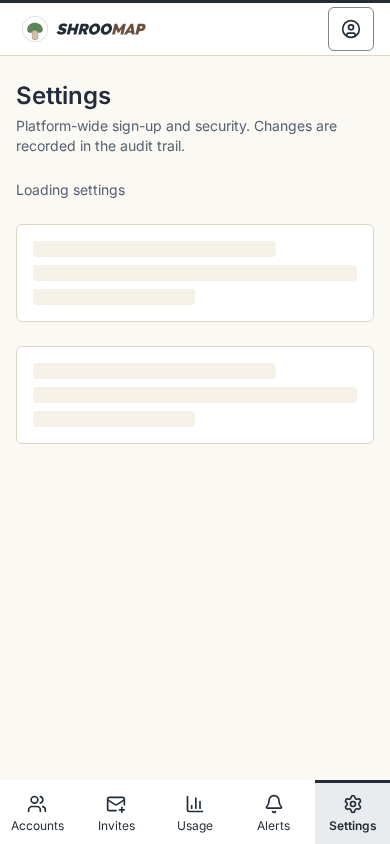 SHROOMAP
Settings
Platform-wide sign-up and security. Changes are
recorded in the audit trail.
Loading settings
Accounts
Invites
Usage
Alerts
Settings